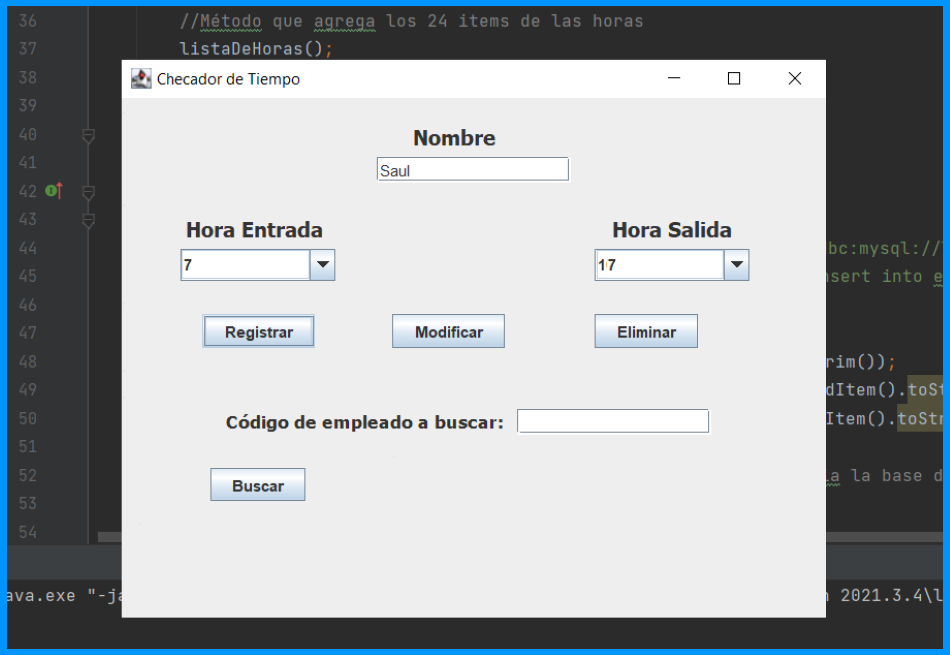 36 //Método que agrega los 24 items de las horas
37 listaDeHoras();
Checador de Tiempo
38
39
Nombre
40
41
Saul
42
43
Hora Entrada Hora Salida
44 bc:mysql://
7 17
45 nsert into e
46
47
Registrar Modificar Eliminar
48 rim());
49 dItem().toSt
50 Item().toStr
Código de empleado a buscar:
51
52 la la base d
Buscar
53
54
ava.exe "-ja n 2021.3.4\l